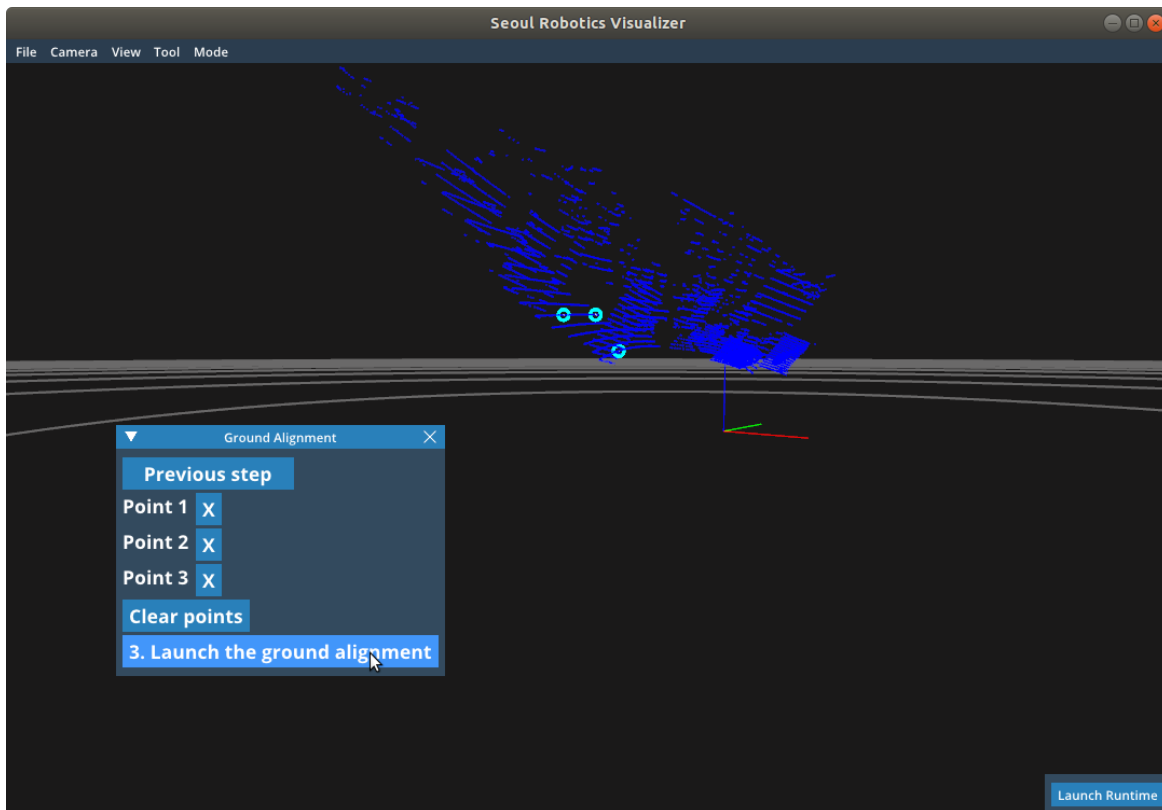 Seoul Robotics Visualizer
File Camera View Tool Mode
Ground Alignment
Previous step
Point 1 X
Point 2 X
Point 3 X
Clear points
3. Launch the ground alignment
Launch Runtime